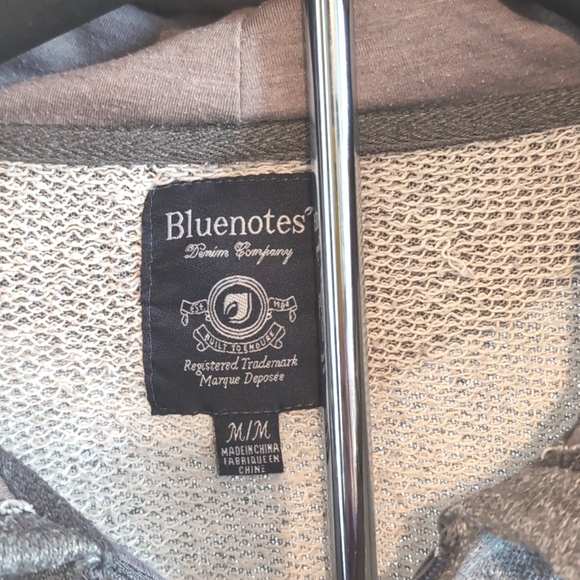 Bluenotes
Denim Company
EST. 1984
BUILT TO ENDURE
Registered Trademark
Marque Deposée
M/M
MADE IN CHINA
FABRIQUE EN
CHINE